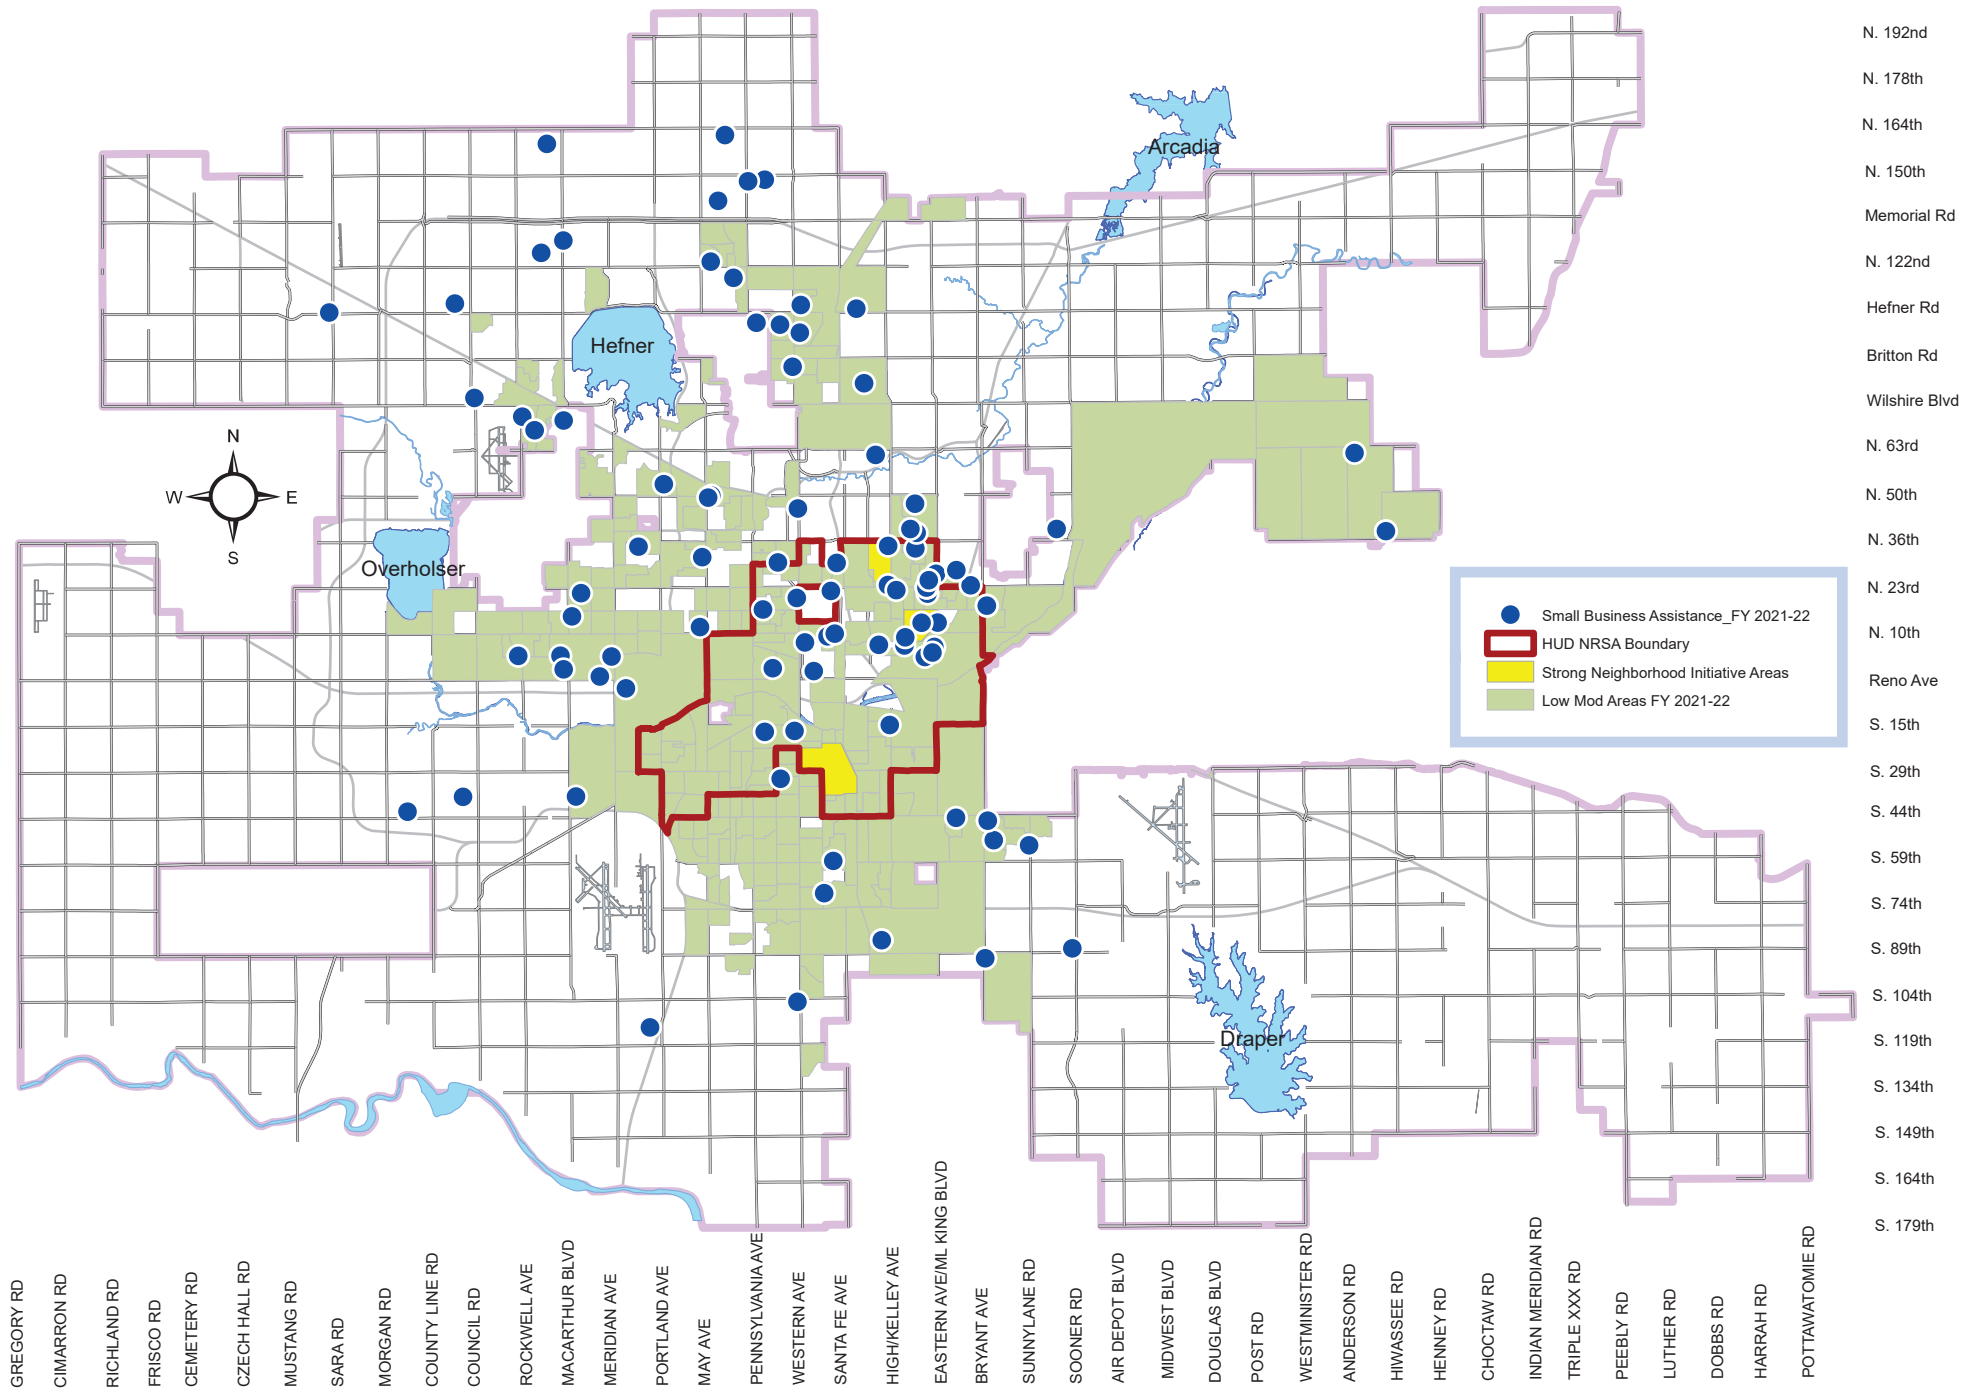 N. 192nd
N. 178th
N. 164th
N. 150th
Memorial Rd
N. 122nd
Hefner Rd
Britton Rd
Wilshire Blvd
N. 63rd
N. 50th
N. 36th
N. 23rd
N. 10th
Reno Ave
S. 15th
S. 29th
S. 44th
S. 59th
S. 74th
S. 89th
S. 104th
S. 119th
S. 134th
S. 149th
S. 164th
S. 179th
Arcadia
Hefner
Overholser
Draper
N
W E
S
Small Business Assistance_FY 2021-22
HUD NRSA Boundary
Strong Neighborhood Initiative Areas
Low Mod Areas FY 2021-22
GREGORY RD
CIMARRON RD
RICHLAND RD
FRISCO RD
CEMETERY RD
CZECH HALL RD
MUSTANG RD
SARA RD
MORGAN RD
COUNTY LINE RD
COUNCIL RD
ROCKWELL AVE
MACARTHUR BLVD
MERIDIAN AVE
PORTLAND AVE
MAY AVE
PENNSYLVANIA AVE
WESTERN AVE
SANTA FE AVE
HIGH/KELLEY AVE
EASTERN AVE/ML KING BLVD
BRYANT AVE
SUNNYLANE RD
SOONER RD
AIR DEPOT BLVD
MIDWEST BLVD
DOUGLAS BLVD
POST RD
WESTMINISTER RD
ANDERSON RD
HIWASSEE RD
HENNEY RD
CHOCTAW RD
INDIAN MERIDIAN RD
TRIPLE XXX RD
PEEBLY RD
LUTHER RD
DOBBS RD
HARRAH RD
POTTAWATOMIE RD